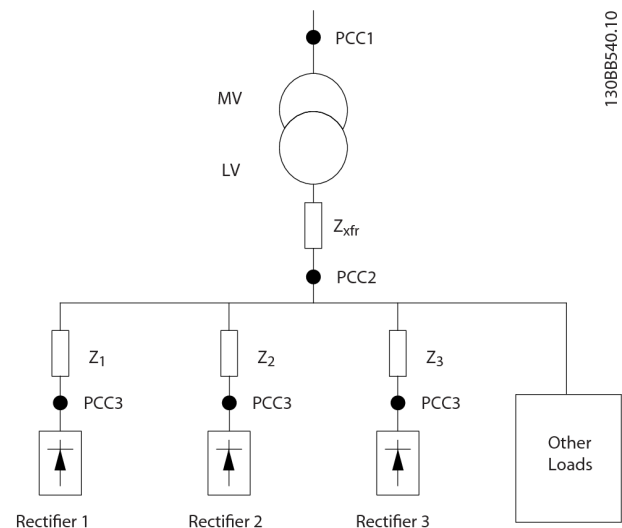 PCC1
130BB540.10
MV
LV
Zxfr
PCC2
Z1
Z2
Z3
PCC3
PCC3
PCC3
Other
Loads
Rectifier 1
Rectifier 2
Rectifier 3